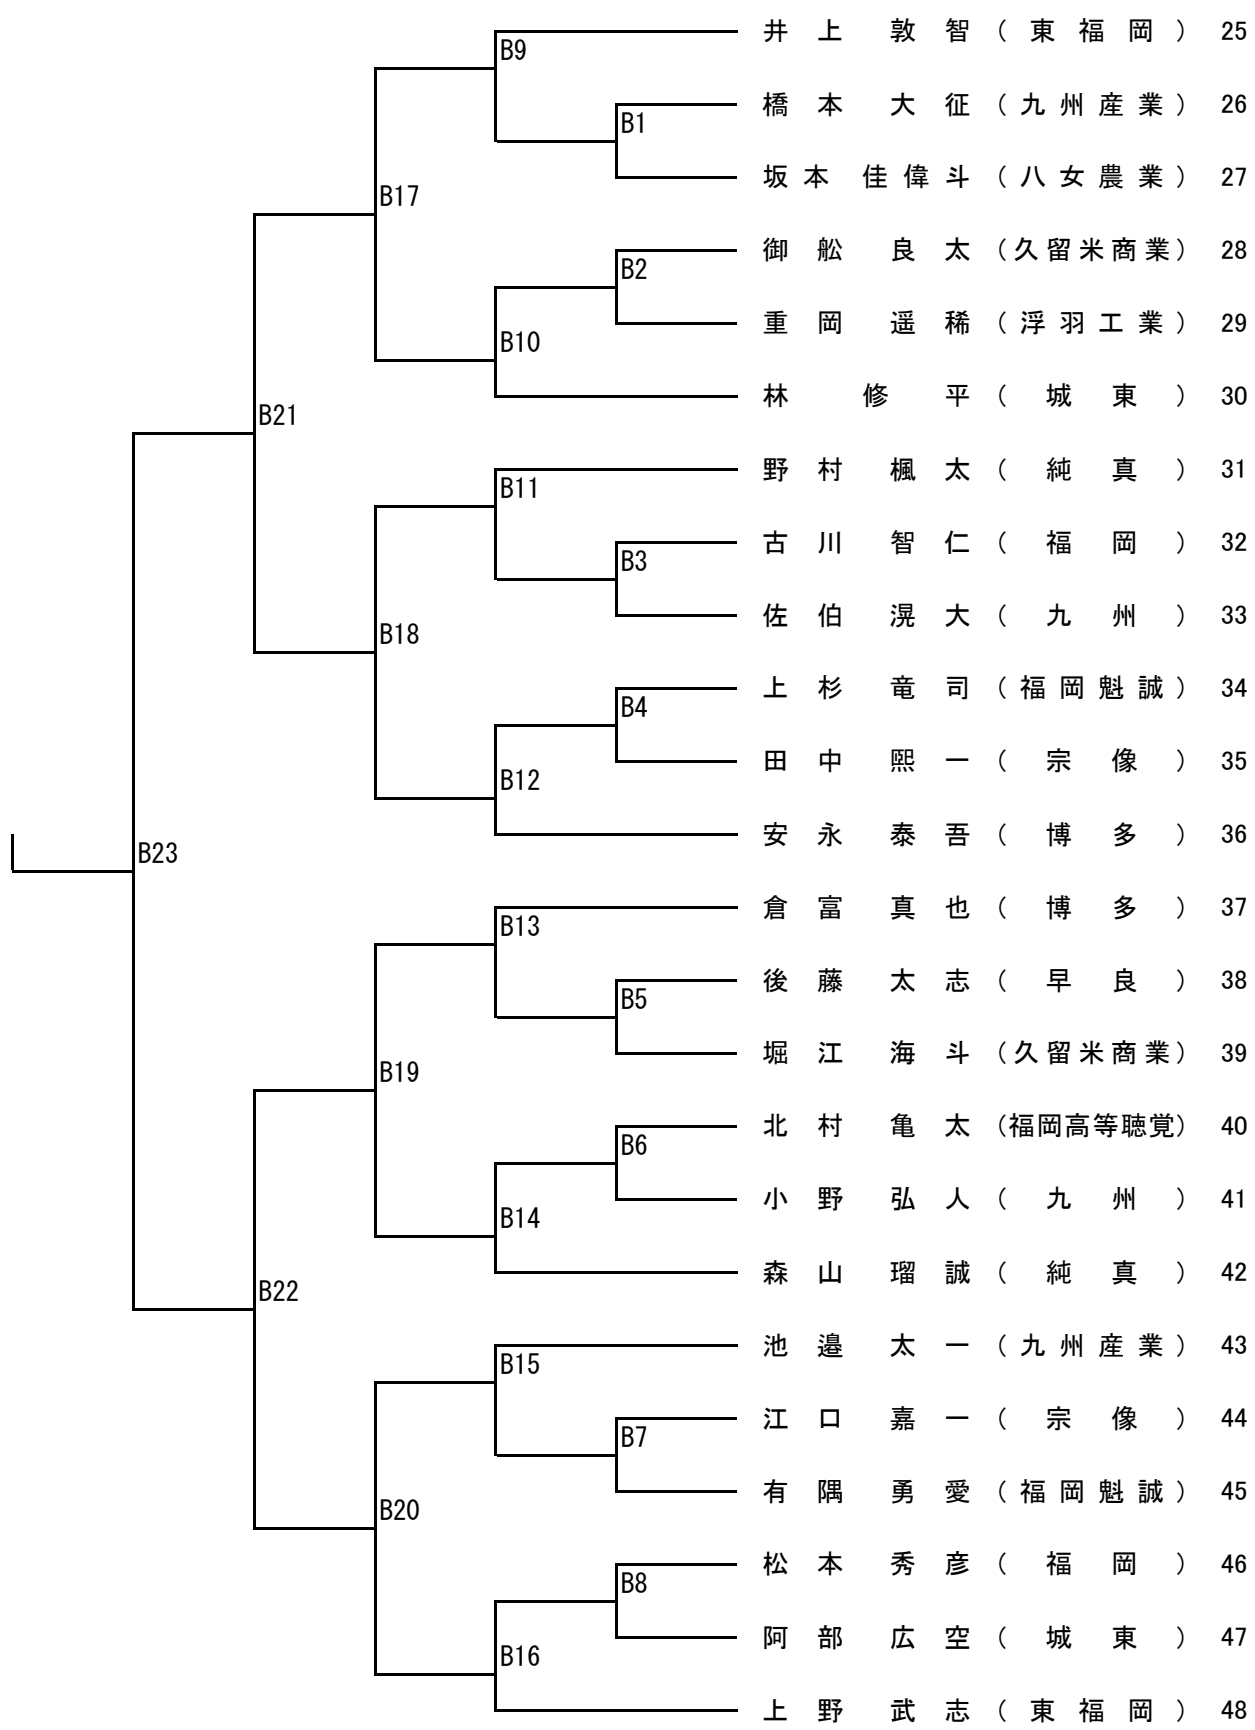 井上 敦智 （東福岡） 25
B9
橋本 大征 （九州産業） 26
B1
坂本 佳偉斗 （八女農業） 27
B17
御舩 良太 （久留米商業） 28
B2
重岡 遥稀 （浮羽工業） 29
B10
林 修平 （城東） 30
B21
野村 楓太 （純真） 31
B11
古川 智仁 （福岡） 32
B3
佐伯 滉大 （九州） 33
B18
上杉 竜司 （福岡魁誠） 34
B4
田中 熙一 （宗像） 35
B12
安永 泰吾 （博多） 36
B23
倉富 真也 （博多） 37
B13
後藤 太志 （早良） 38
B5
堀江 海斗 （久留米商業） 39
B19
北村 亀太 （福岡高等聴覚） 40
B6
小野 弘人 （九州） 41
B14
森山 瑠誠 （純真） 42
B22
池邉 太一 （九州産業） 43
B15
江口 嘉一 （宗像） 44
B7
有隅 勇愛 （福岡魁誠） 45
B20
松本 秀彦 （福岡） 46
B8
阿部 広空 （城東） 47
B16
上野 武志 （東福岡） 48